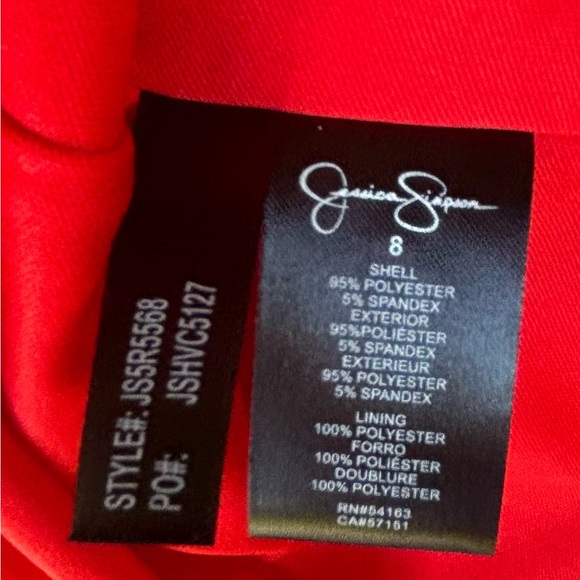 STYLE#: JS5R5568
PO#: JSHVC5127
Jessica Simpson
8
SHELL
95% POLYESTER
5% SPANDEX
EXTERIOR
95%POLIÉSTER
5% SPANDEX
EXTERIEUR
95% POLYESTER
5% SPANDEX
LINING
100% POLYESTER
FORRO
100% POLIÉSTER
DOUBLURE
100% POLYESTER
RN#54163
CA#57151